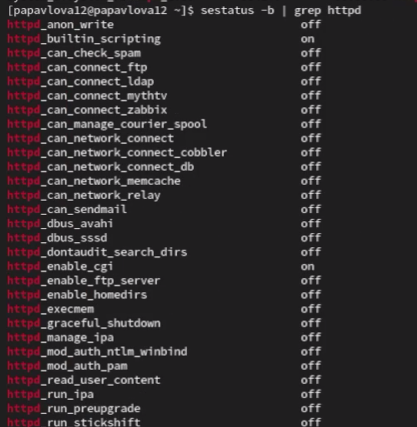 [papavlova12@papavlova12 ~]$ sestatus -b | grep httpd
httpd_anon_write off
httpd_builtin_scripting on
httpd_can_check_spam off
httpd_can_connect_ftp off
httpd_can_connect_ldap off
httpd_can_connect_mythtv off
httpd_can_connect_zabbix off
httpd_can_manage_courier_spool off
httpd_can_network_connect off
httpd_can_network_connect_cobbler off
httpd_can_network_connect_db off
httpd_can_network_memcache off
httpd_can_network_relay off
httpd_can_sendmail off
httpd_dbus_avahi off
httpd_dbus_sssd off
httpd_dontaudit_search_dirs off
httpd_enable_cgi on
httpd_enable_ftp_server off
httpd_enable_homedirs off
httpd_execmem off
httpd_graceful_shutdown off
httpd_manage_ipa off
httpd_mod_auth_ntlm_winbind off
httpd_mod_auth_pam off
httpd_read_user_content off
httpd_run_ipa off
httpd_run_preupgrade off
httpd_run_stickshift off